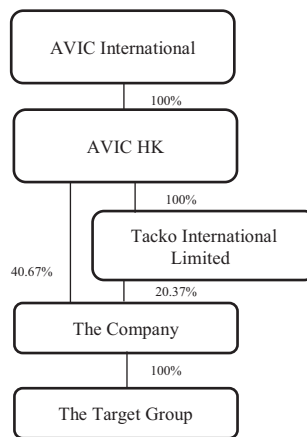 AVIC International
100%
AVIC HK
100%
Tacko International
Limited
40.67%
20.37%
The Company
100%
The Target Group